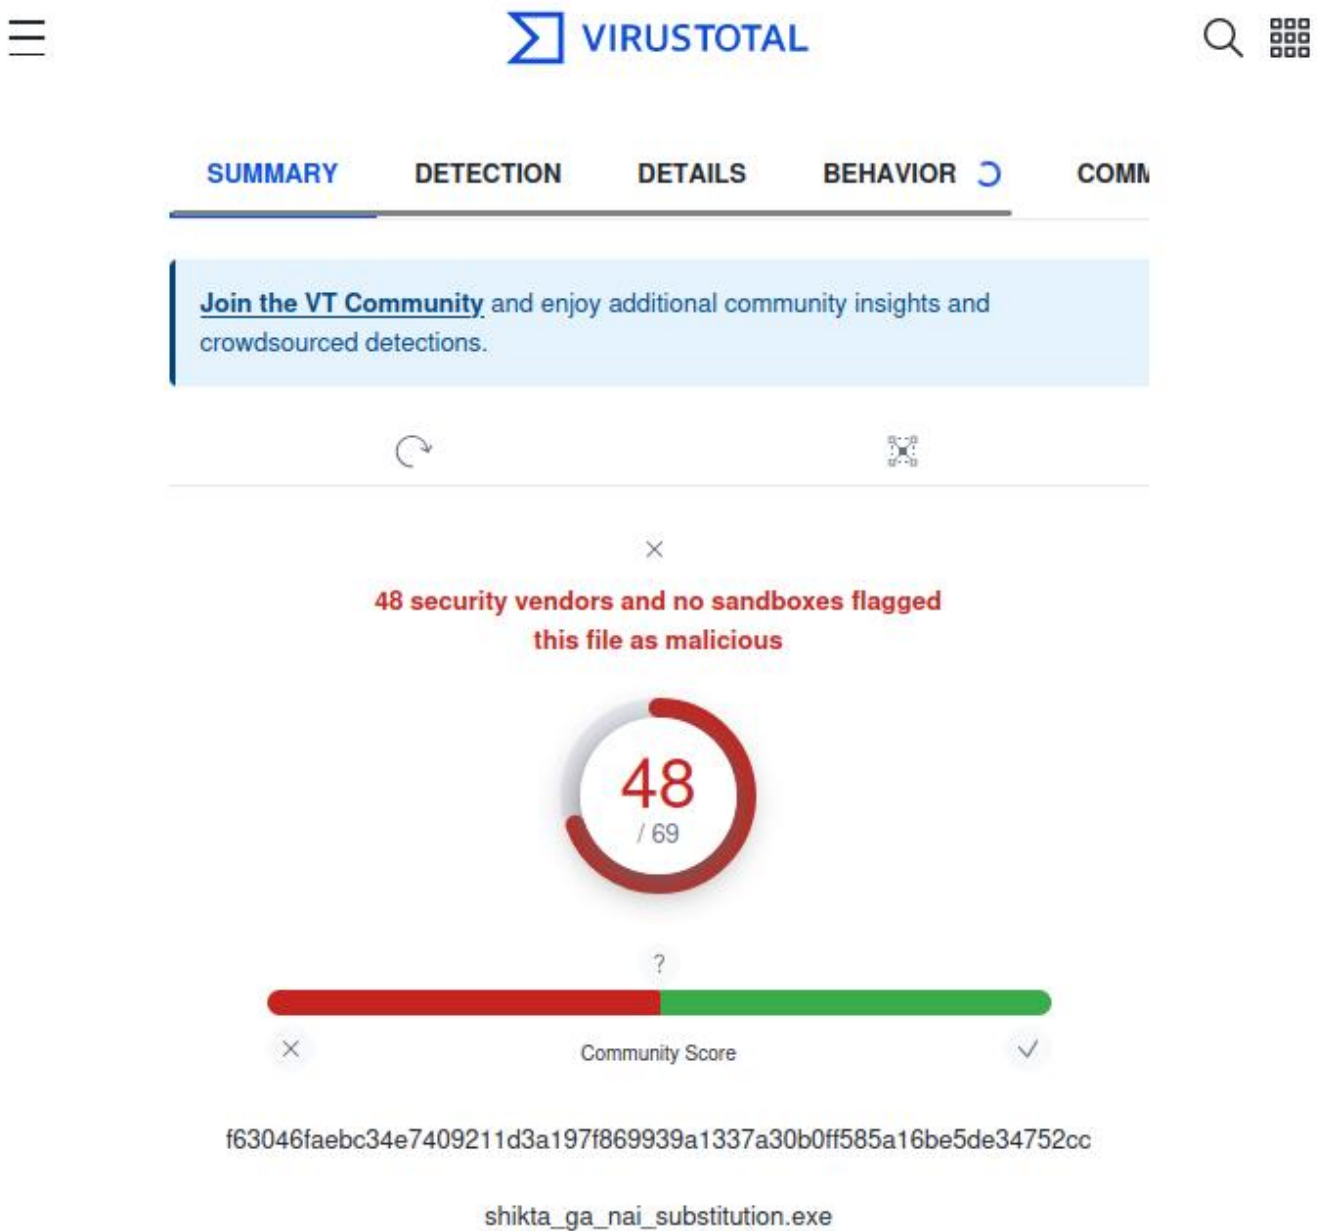 VIRUSTOTAL
SUMMARY DETECTION DETAILS BEHAVIOR COMM
Join the VT Community and enjoy additional community insights and
crowdsourced detections.
48 security vendors and no sandboxes flagged
this file as malicious
48
/ 69
?
Community Score
f63046faebc34e7409211d3a197f869939a1337a30b0ff585a16be5de34752cc
shikta_ga_nai_substitution.exe